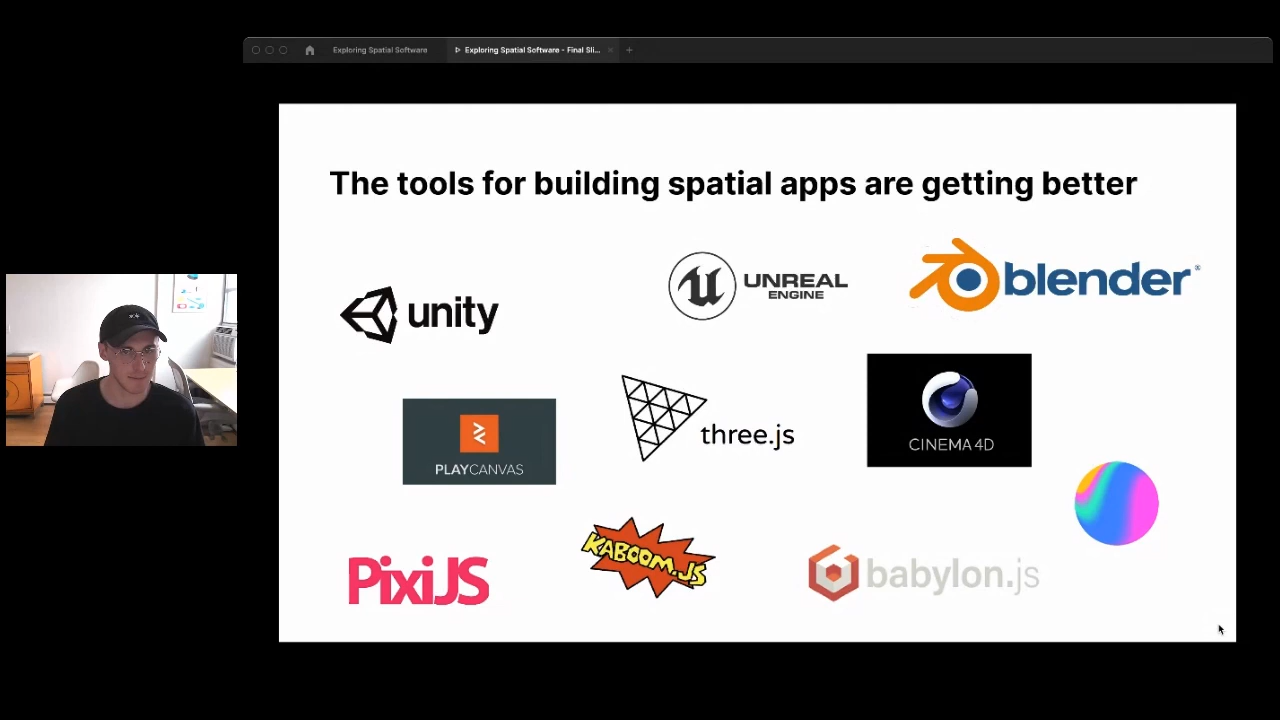 Exploring Spatial Software
Exploring Spatial Software - Final Sli...
The tools for building spatial apps are getting better
unity
UNREAL
ENGINE
blender®
PLAYCANVAS
three.js
CINEMA 4D
PixiJS
KABOOM.JS
babylon.js